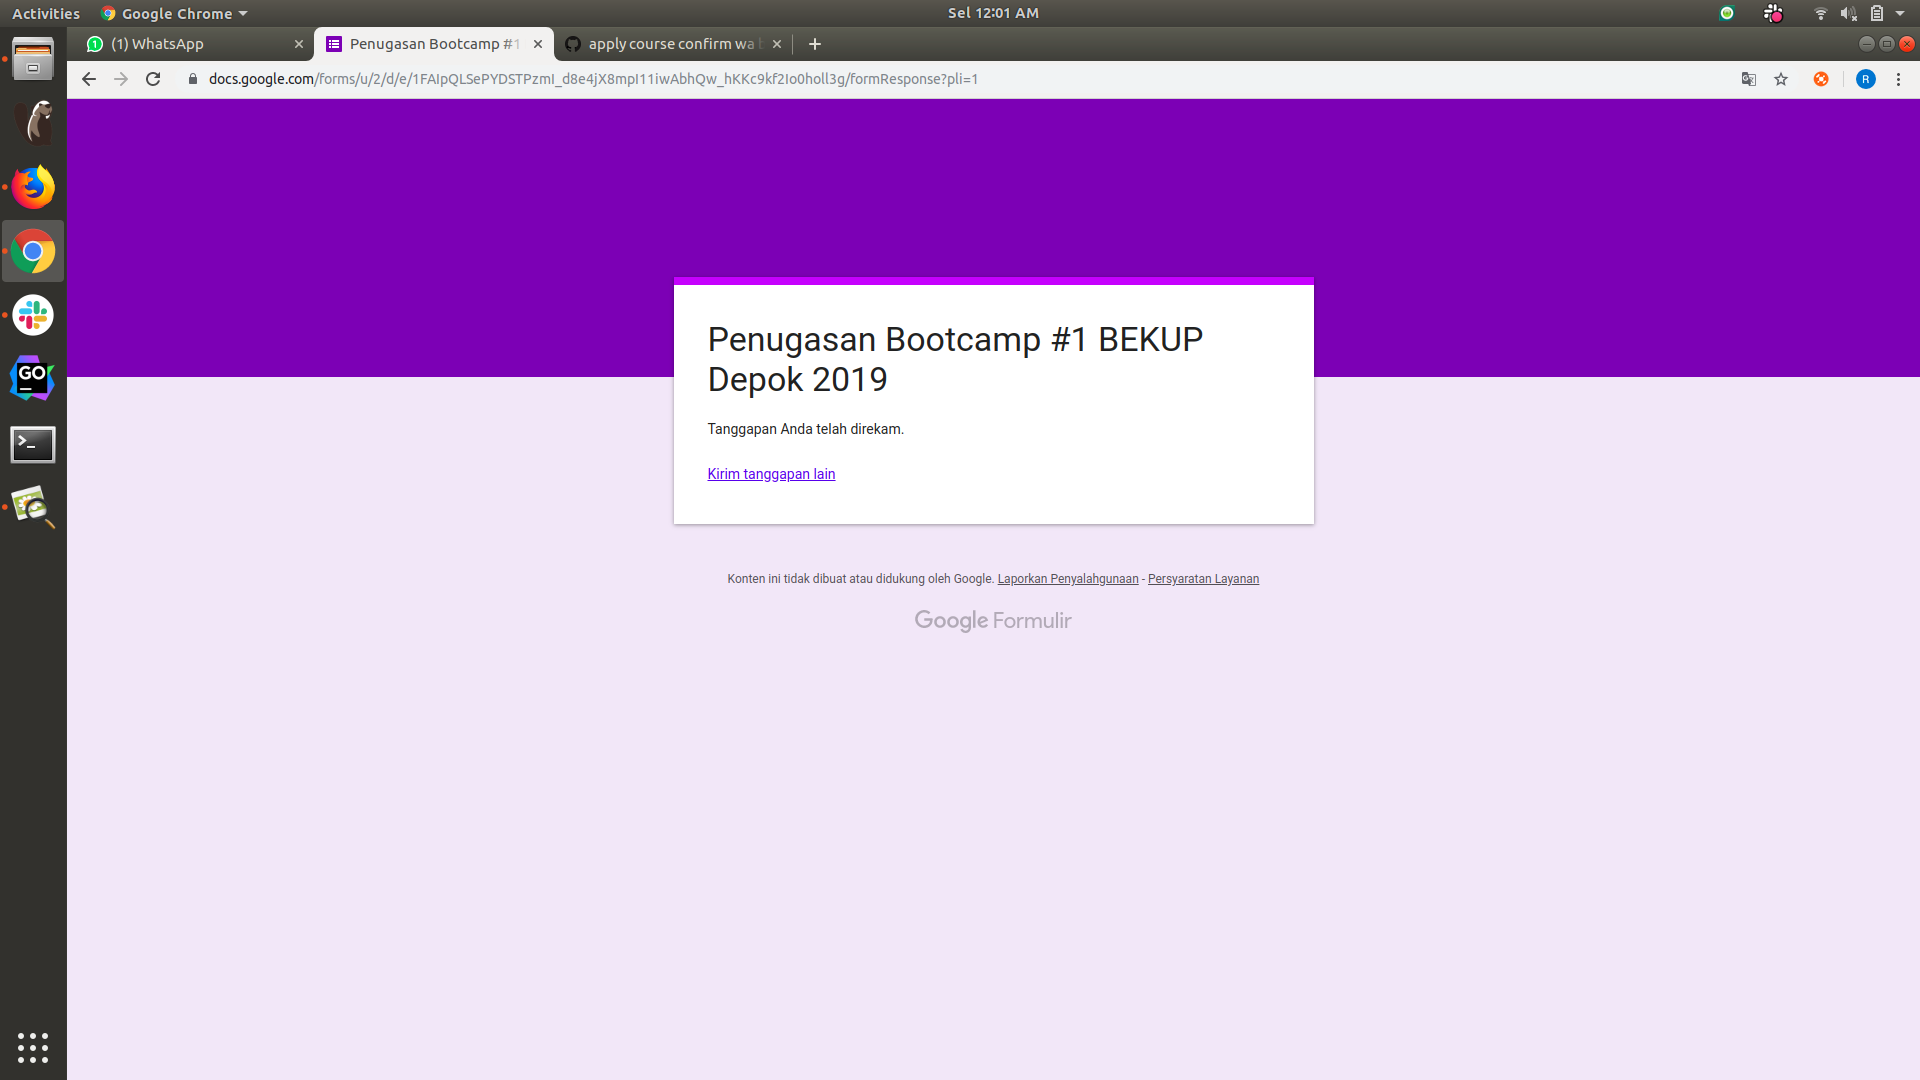 Activities
Google Chrome
Sel 12:01 AM
(1) WhatsApp
Penugasan Bootcamp #1
apply course confirm wa
docs.google.com/forms/u/2/d/e/1FAIpQLSePYDSTPzmI_d8e4jX8mpI11iwAbhQw_hKKc9kf2Io0holl3g/formResponse?pli=1
R
GO
Penugasan Bootcamp #1 BEKUP
Depok 2019
Tanggapan Anda telah direkam.
Kirim tanggapan lain
Konten ini tidak dibuat atau didukung oleh Google. Laporkan Penyalahgunaan - Persyaratan Layanan
Google Formulir